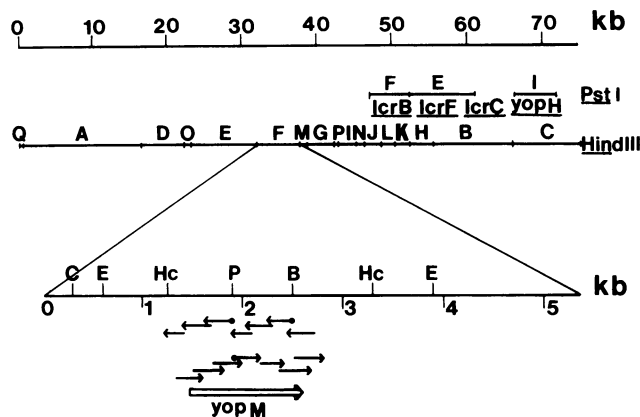 0 10 20 30 40 50 60 70 kb
F E I Pst I
lcrB lcrF lcrC yopH
Q A D O E F M G P I N J L K H B C HindIII
C E Hc P B Hc E
0 1 2 3 4 5 kb
yopM